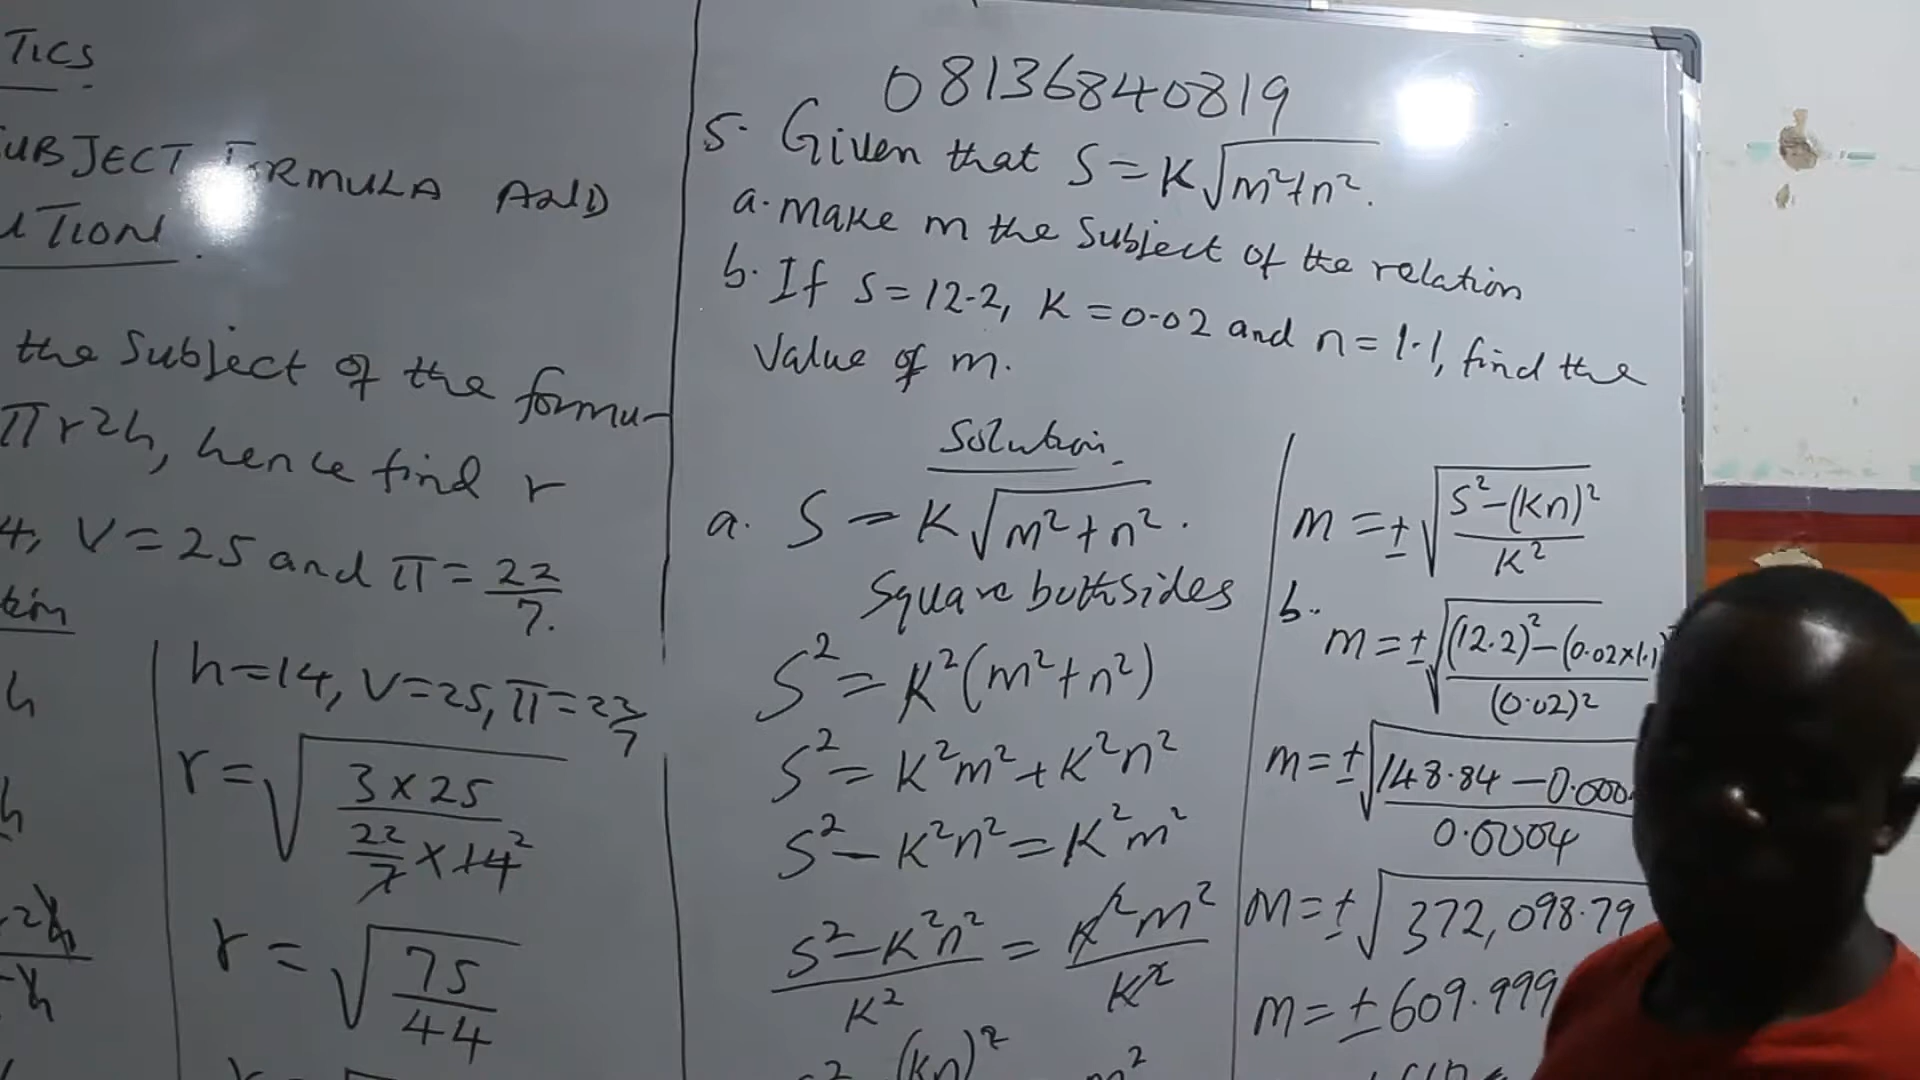 TICS
UBJECT FORMULA AND
UTION.
the Subject of the formu-
πr2h, hence find r
4, V=25 and π=22/7.
h
h=14, V=25, π=22/7
r=√(3×25)/(22/7×14²)
r=√75/44
08136840819
5. Given that S=K√m²+n².
a. make m the Subject of the relation
b. If S=12.2, K=0.02 and n=1.1, find the
Value of m.
Solution
a. S=K√m²+n².
Square both sides
S²=K²(m²+n²)
S²=K²m²+K²n²
S²-K²n²=K²m²
S²-K²n²/K²=K²m²/K²
(Kn)² m²
m=±√S²-(Kn)²/K²
b. m=±√(12.2)²-(0.02×1.1)/(0.02)²
m=±√148.84-0.000/0.0004
m=±√372,098.79
m=±609.999